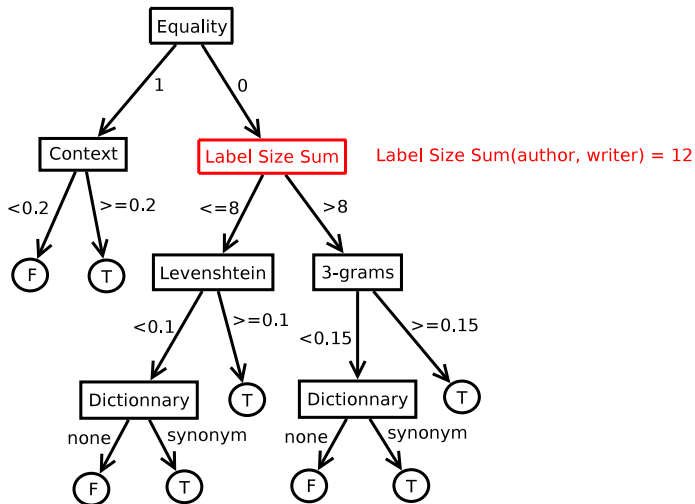 Equality
1 0
Context Label Size Sum Label Size Sum(author, writer) = 12
<0.2 >=0.2 <=8 >8
F T Levenshtein 3-grams
<0.1 >=0.1 <0.15 >=0.15
Dictionnary T Dictionnary T
none synonym none synonym
F T F T